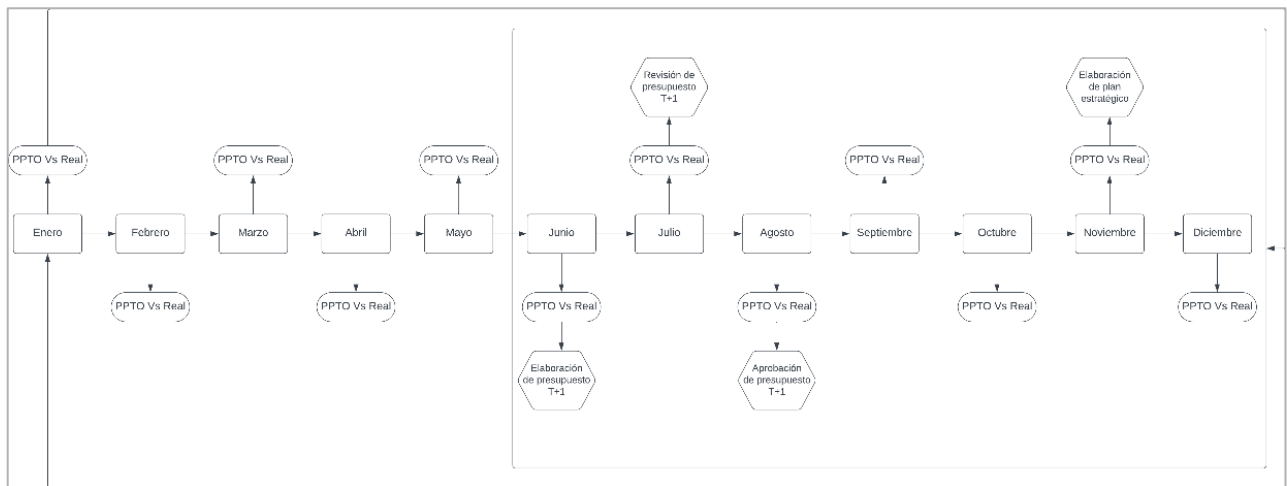 Revisión de
presupuesto
T+1
Elaboración
de plan
estratégico
PPTO Vs Real
PPTO Vs Real
PPTO Vs Real
PPTO Vs Real
PPTO Vs Real
PPTO Vs Real
Enero
Febrero
Marzo
Abril
Mayo
Junio
Julio
Agosto
Septiembre
Octubre
Noviembre
Diciembre
PPTO Vs Real
PPTO Vs Real
PPTO Vs Real
PPTO Vs Real
PPTO Vs Real
PPTO Vs Real
Elaboración
de presupuesto
T+1
Aprobación
de presupuesto
T+1